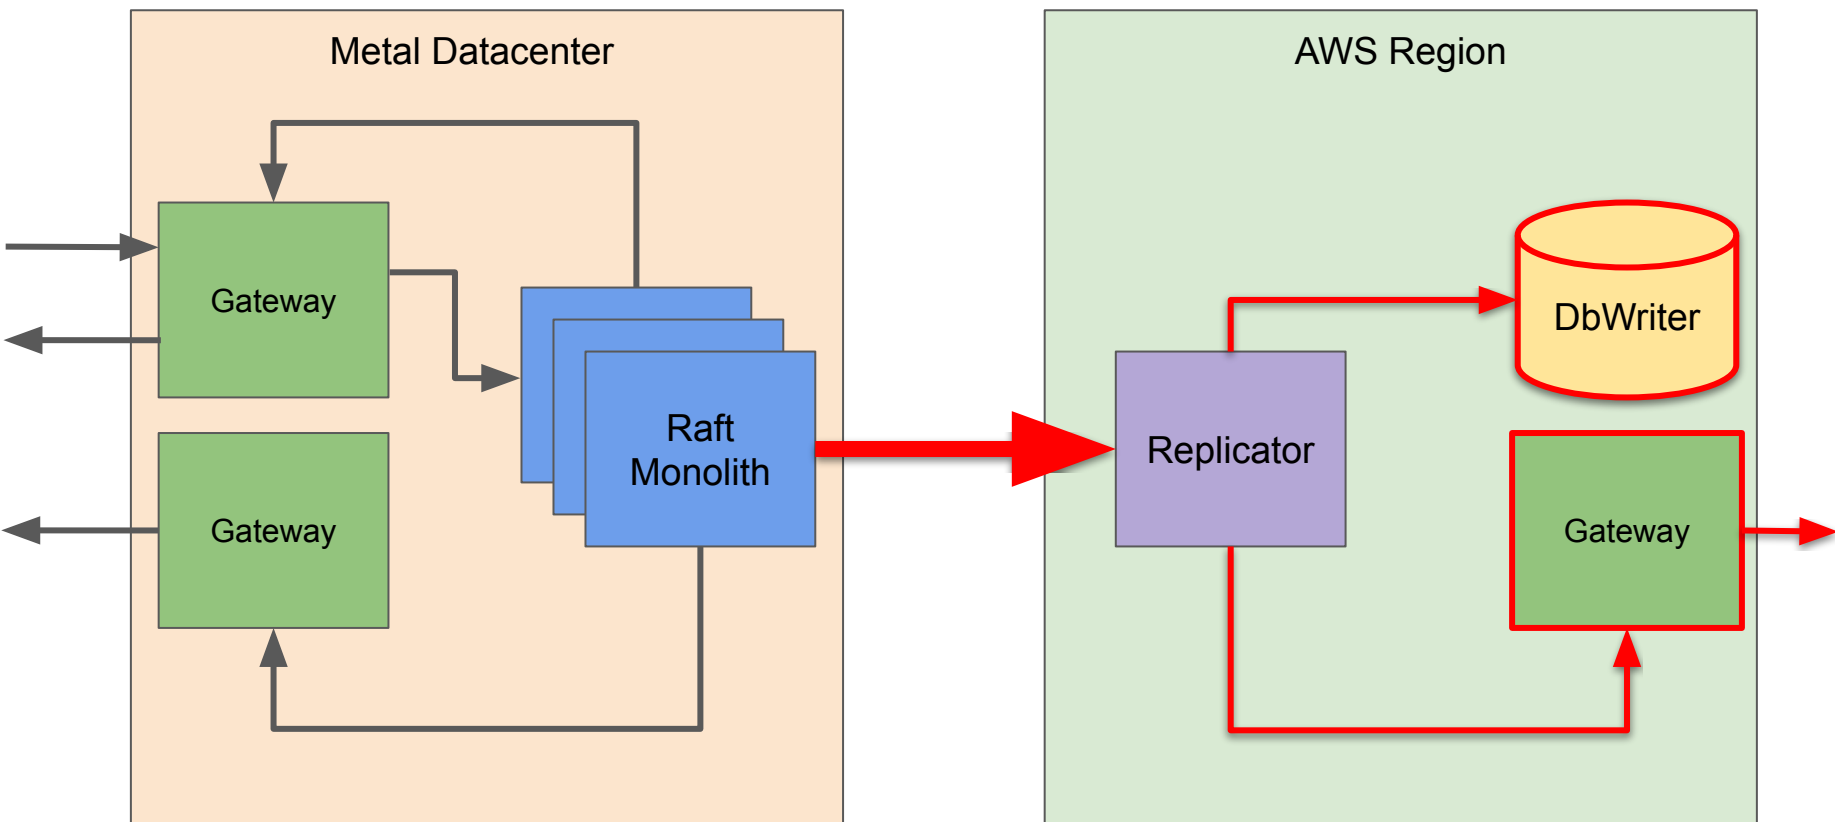 Metal Datacenter
AWS Region
Gateway
Gateway
Raft
Monolith
Replicator
DbWriter
Gateway